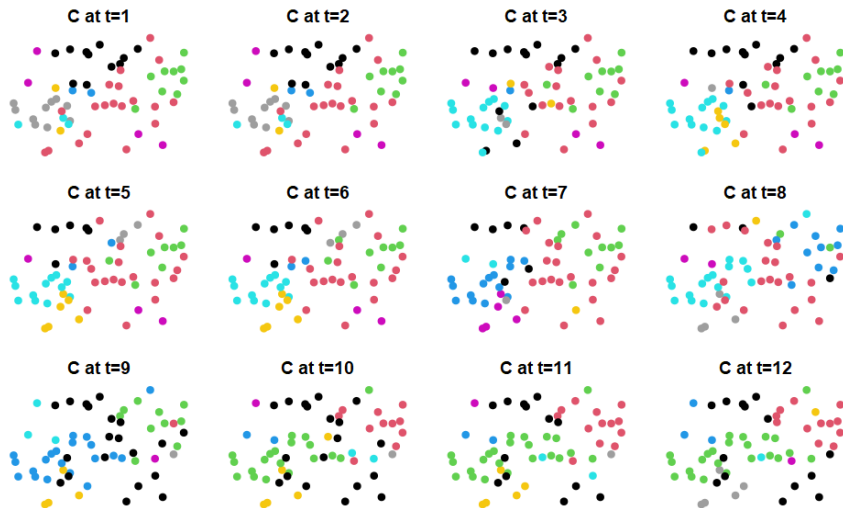 C at t=1
C at t=2
C at t=3
C at t=4
C at t=5
C at t=6
C at t=7
C at t=8
C at t=9
C at t=10
C at t=11
C at t=12